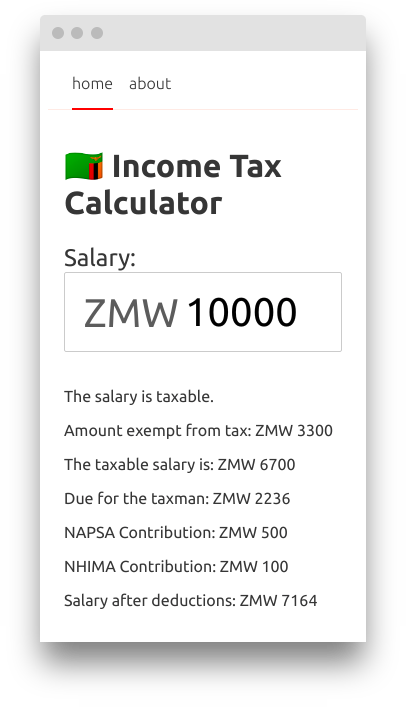 home about
🇿🇲 Income Tax
Calculator
Salary:
ZMW 10000
The salary is taxable.
Amount exempt from tax: ZMW 3300
The taxable salary is: ZMW 6700
Due for the taxman: ZMW 2236
NAPSA Contribution: ZMW 500
NHIMA Contribution: ZMW 100
Salary after deductions: ZMW 7164